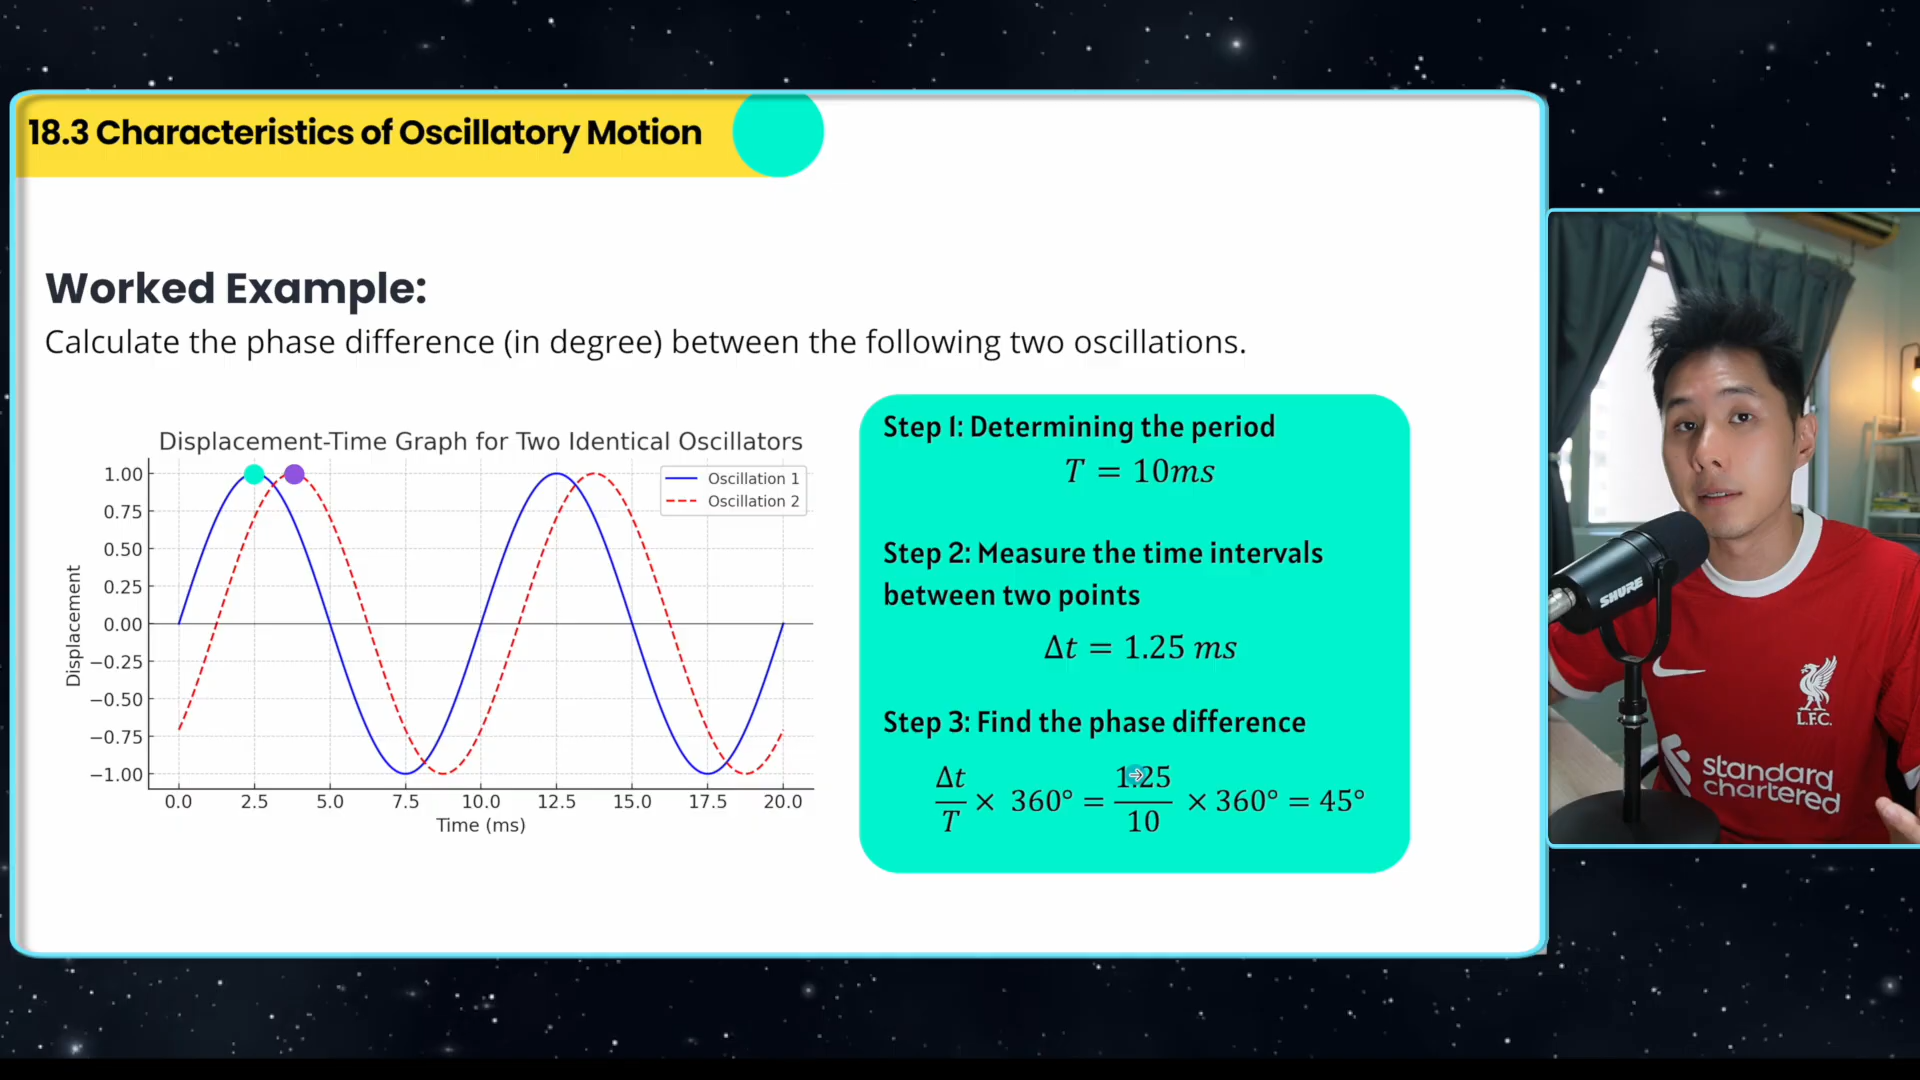 18.3 Characteristics of Oscillatory Motion
Worked Example:
Calculate the phase difference (in degree) between the following two oscillations.
Displacement-Time Graph for Two Identical Oscillators
Oscillation 1
Oscillation 2
Displacement
1.00
0.75
0.50
0.25
0.00
−0.25
−0.50
−0.75
−1.00
0.0 2.5 5.0 7.5 10.0 12.5 15.0 17.5 20.0
Time (ms)
Step 1: Determining the period
T = 10ms
Step 2: Measure the time intervals
between two points
Δt = 1.25 ms
Step 3: Find the phase difference
Δt/T × 360° = 1.25/10 × 360° = 45°
SHURE
L.F.C.
standard
chartered